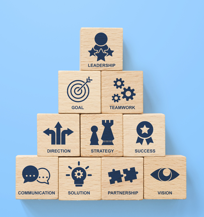 LEADERSHIP
GOAL TEAMWORK
DIRECTION STRATEGY SUCCESS
COMMUNICATION SOLUTION PARTNERSHIP VISION